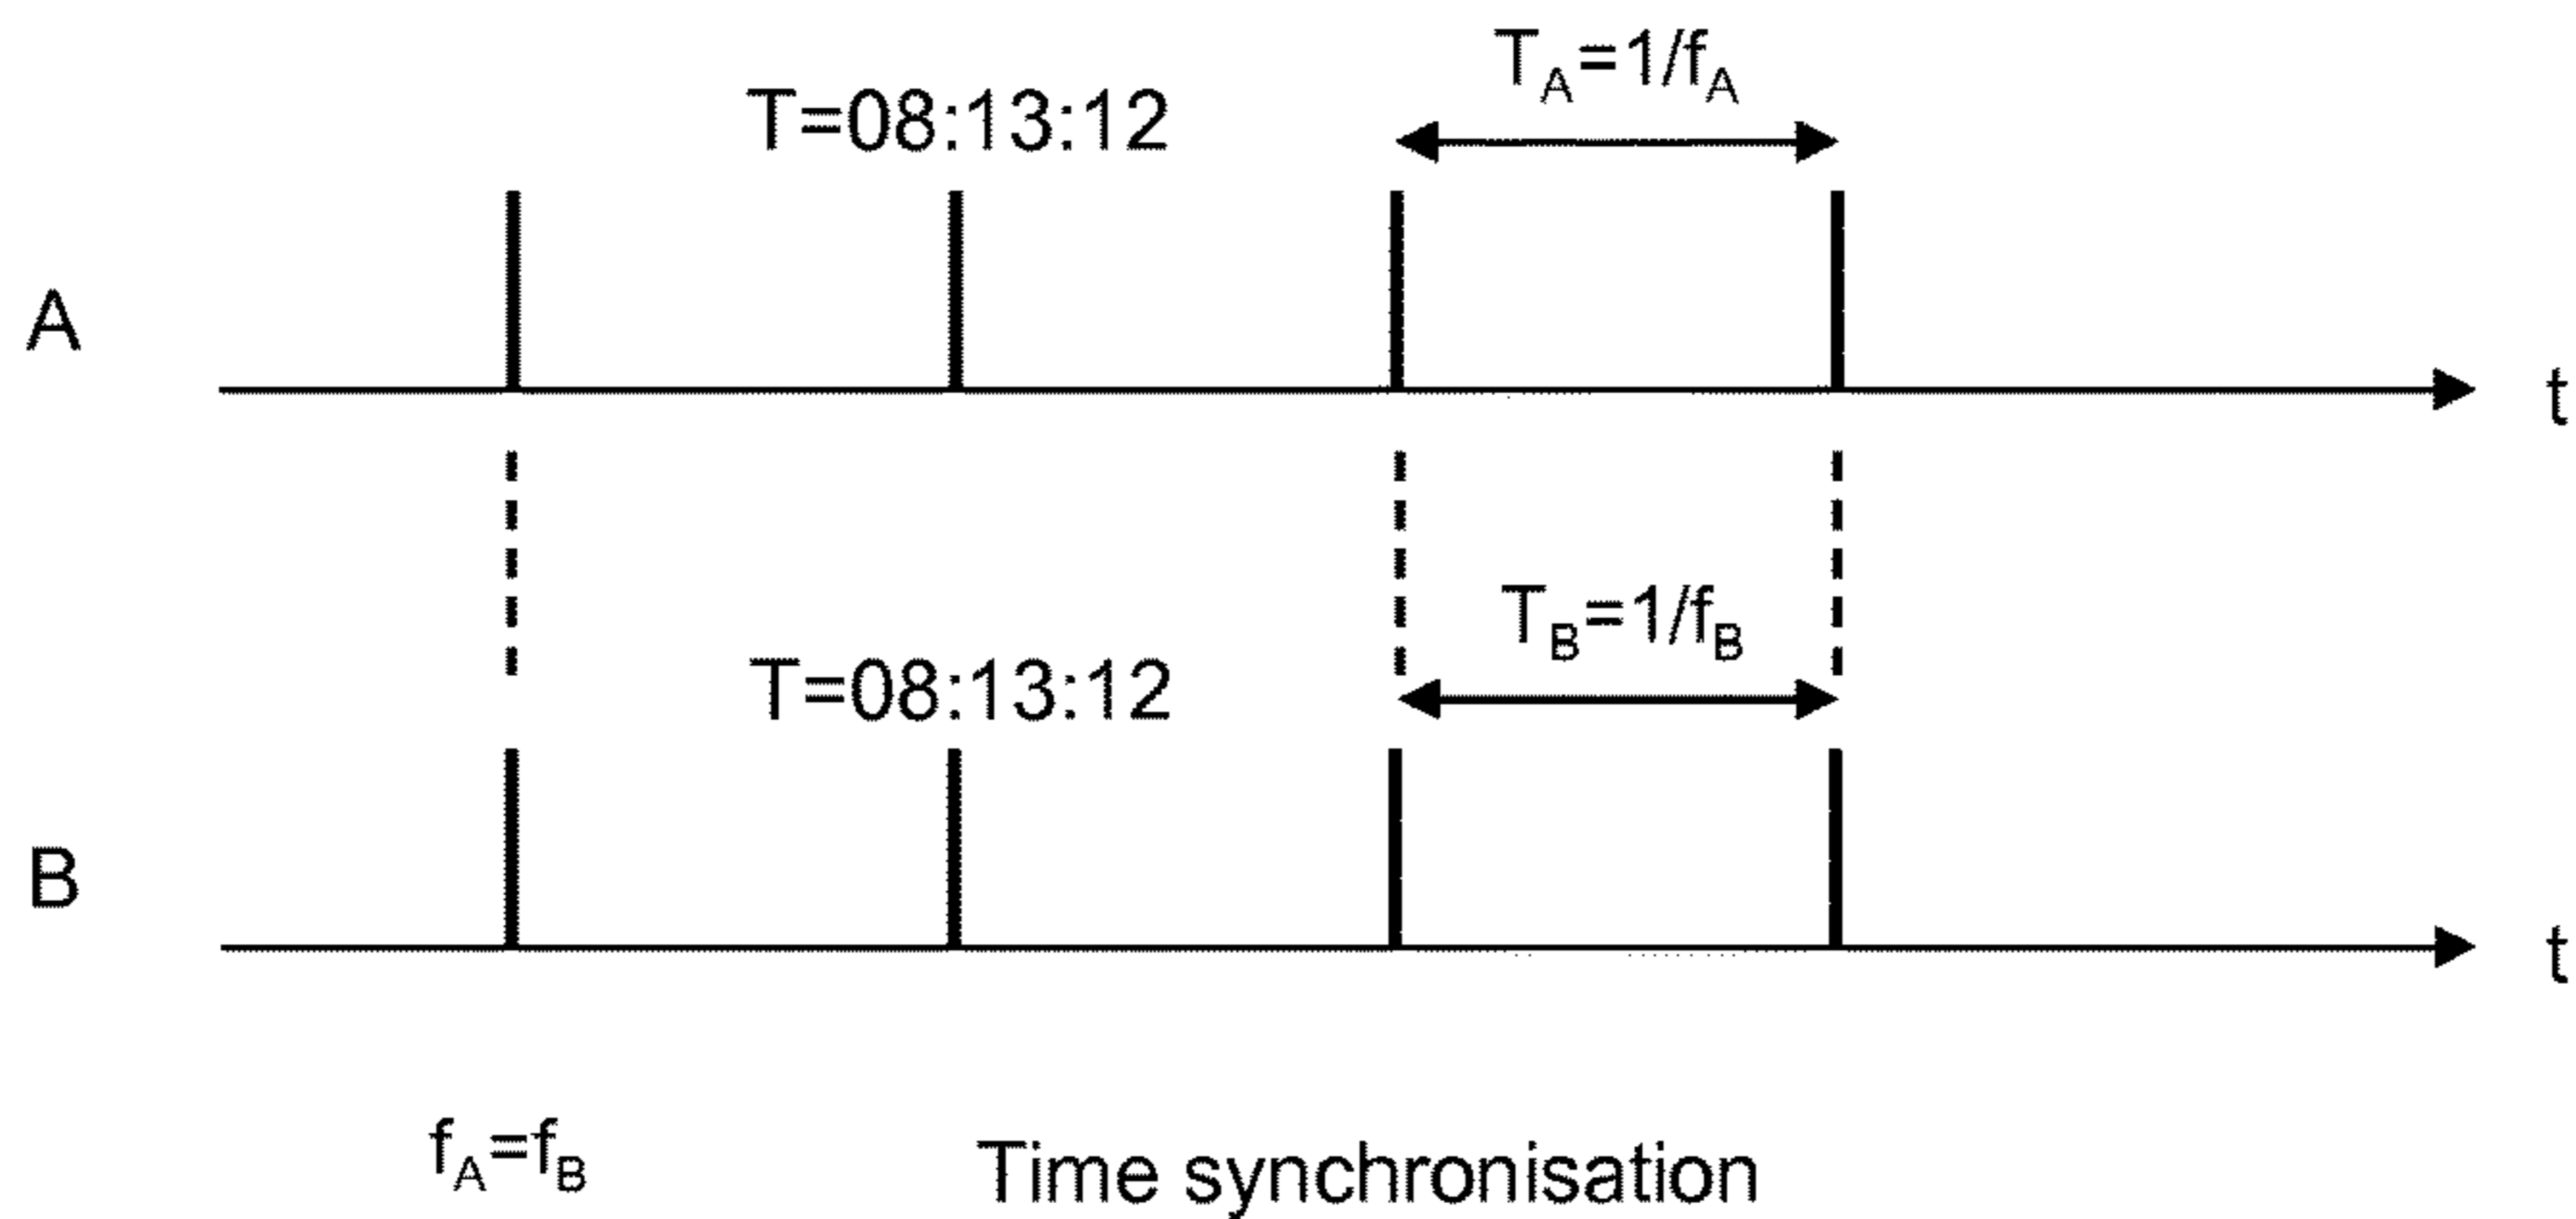 T_A=1/f_A
T=08:13:12
A
t
T_B=1/f_B
T=08:13:12
B
t
f_A=f_B
Time synchronisation